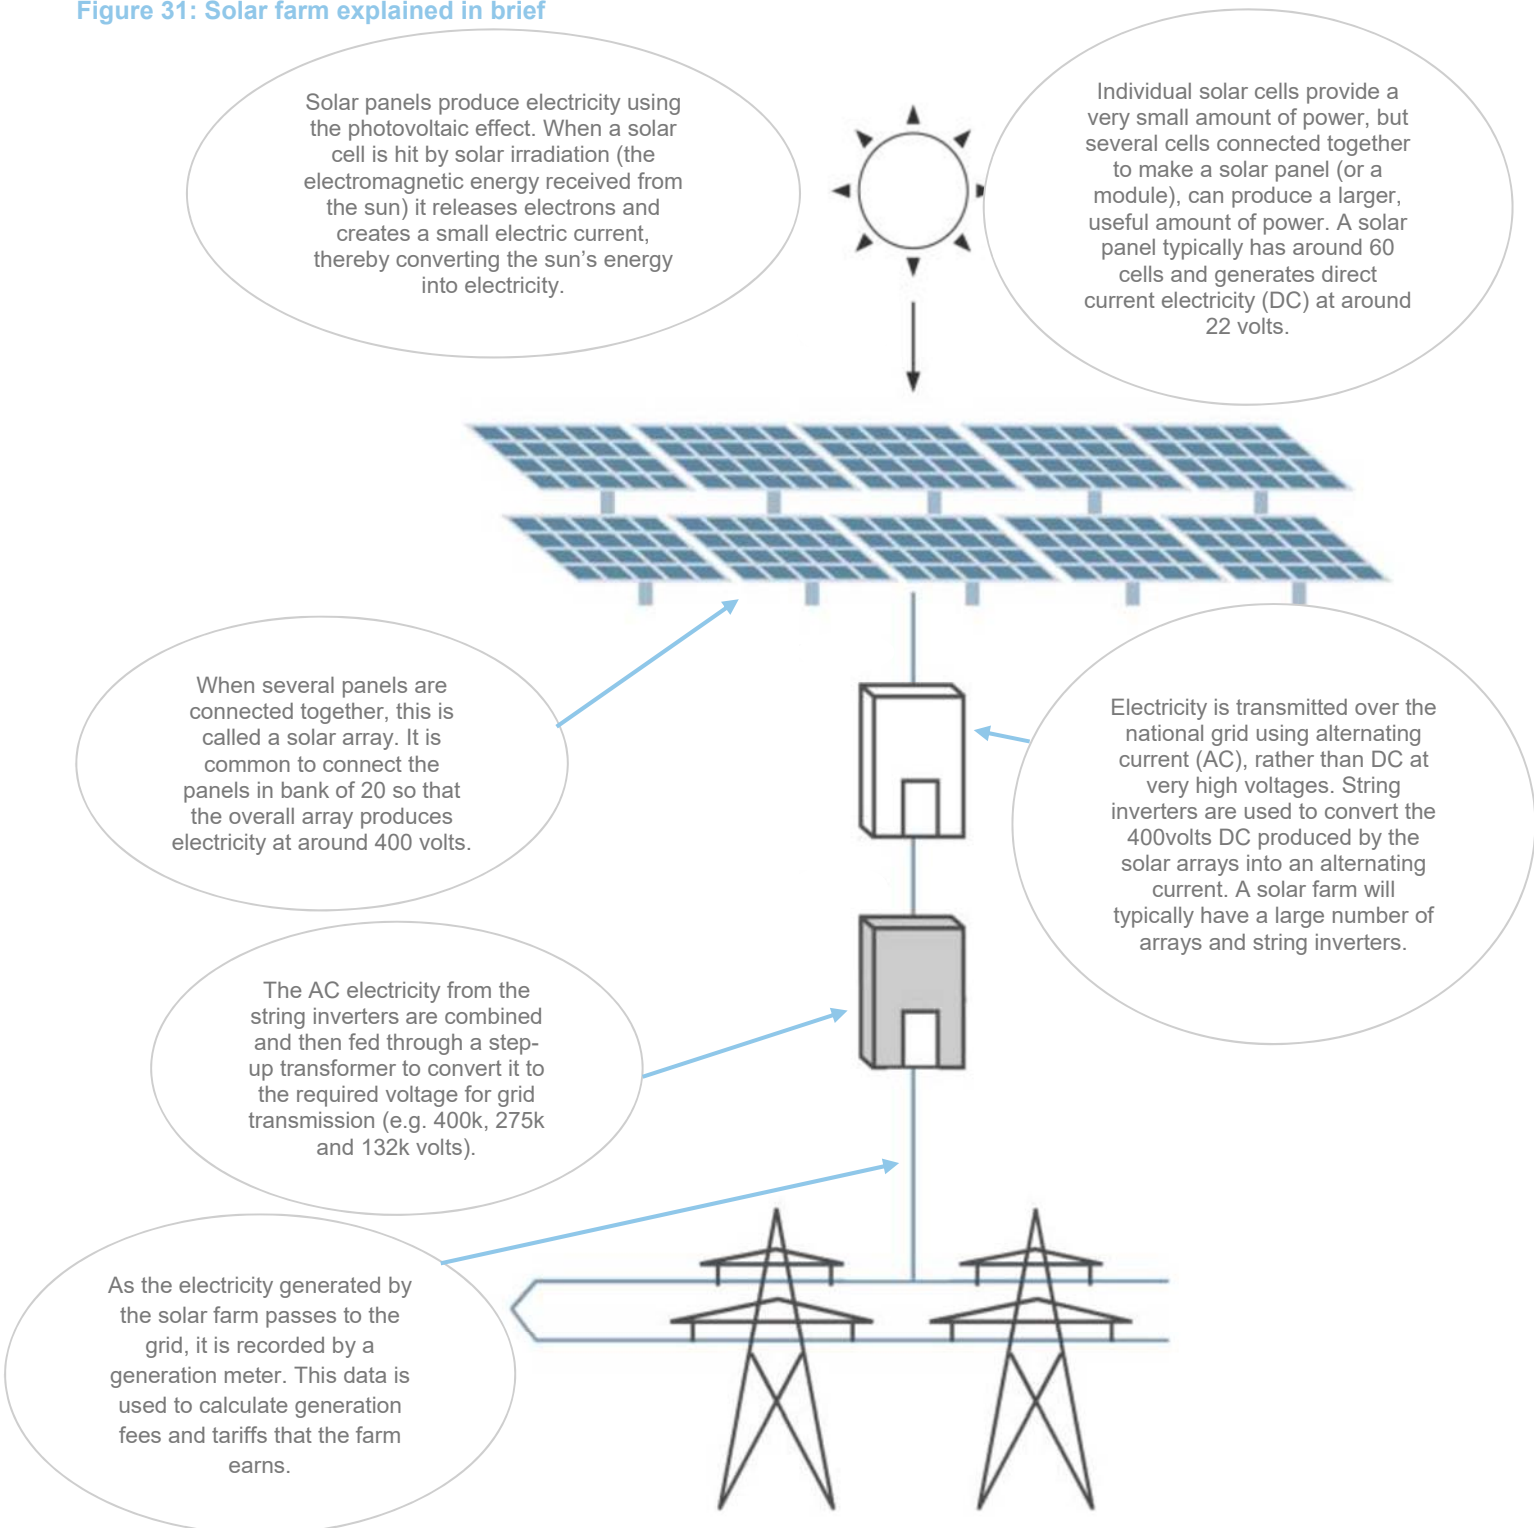 Figure 31: Solar farm explained in brief
Solar panels produce electricity using
the photovoltaic effect. When a solar
cell is hit by solar irradiation (the
electromagnetic energy received from
the sun) it releases electrons and
creates a small electric current,
thereby converting the sun's energy
into electricity.
Individual solar cells provide a
very small amount of power, but
several cells connected together
to make a solar panel (or a
module), can produce a larger,
useful amount of power. A solar
panel typically has around 60
cells and generates direct
current electricity (DC) at around
22 volts.
When several panels are
connected together, this is
called a solar array. It is
common to connect the
panels in bank of 20 so that
the overall array produces
electricity at around 400 volts.
Electricity is transmitted over the
national grid using alternating
current (AC), rather than DC at
very high voltages. String
inverters are used to convert the
400volts DC produced by the
solar arrays into an alternating
current. A solar farm will
typically have a large number of
arrays and string inverters.
The AC electricity from the
string inverters are combined
and then fed through a step-
up transformer to convert it to
the required voltage for grid
transmission (e.g. 400k, 275k
and 132k volts).
As the electricity generated by
the solar farm passes to the
grid, it is recorded by a
generation meter. This data is
used to calculate generation
fees and tariffs that the farm
earns.